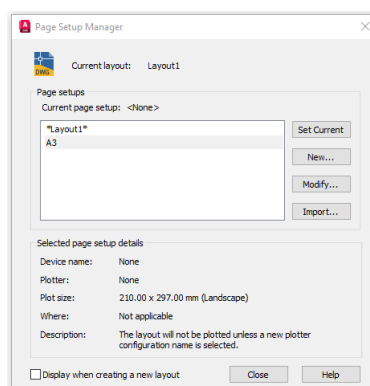 Page Setup Manager
DWG
Current layout: Layout1
Page setups
Current page setup: <None>
*Layout1*
A3
Set Current
New...
Modify...
Import...
Selected page setup details
Device name: None
Plotter: None
Plot size: 210.00 x 297.00 mm (Landscape)
Where: Not applicable
Description: The layout will not be plotted unless a new plotter
configuration name is selected.
Display when creating a new layout
Close
Help